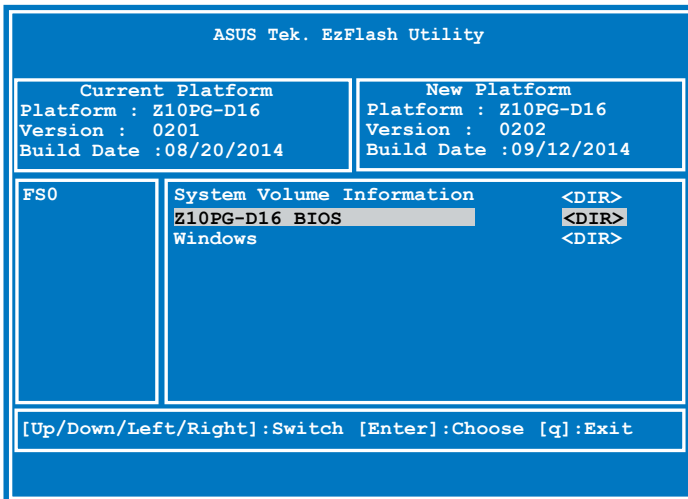 ASUS Tek. EzFlash Utility
Current Platform
Platform : Z10PG-D16
Version : 0201
Build Date :08/20/2014
New Platform
Platform : Z10PG-D16
Version : 0202
Build Date :09/12/2014
FS0
System Volume Information <DIR>
Z10PG-D16 BIOS <DIR>
Windows <DIR>
[Up/Down/Left/Right]:Switch [Enter]:Choose [q]:Exit